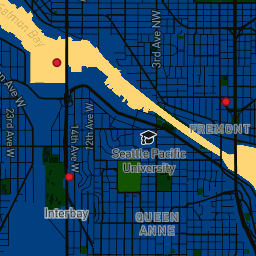 Salmon Bay
3rd Ave NW
23rd Ave W
14th Ave W
12th Ave W
FREMONT
Seattle Pacific
University
Interbay
QUEEN
ANNE